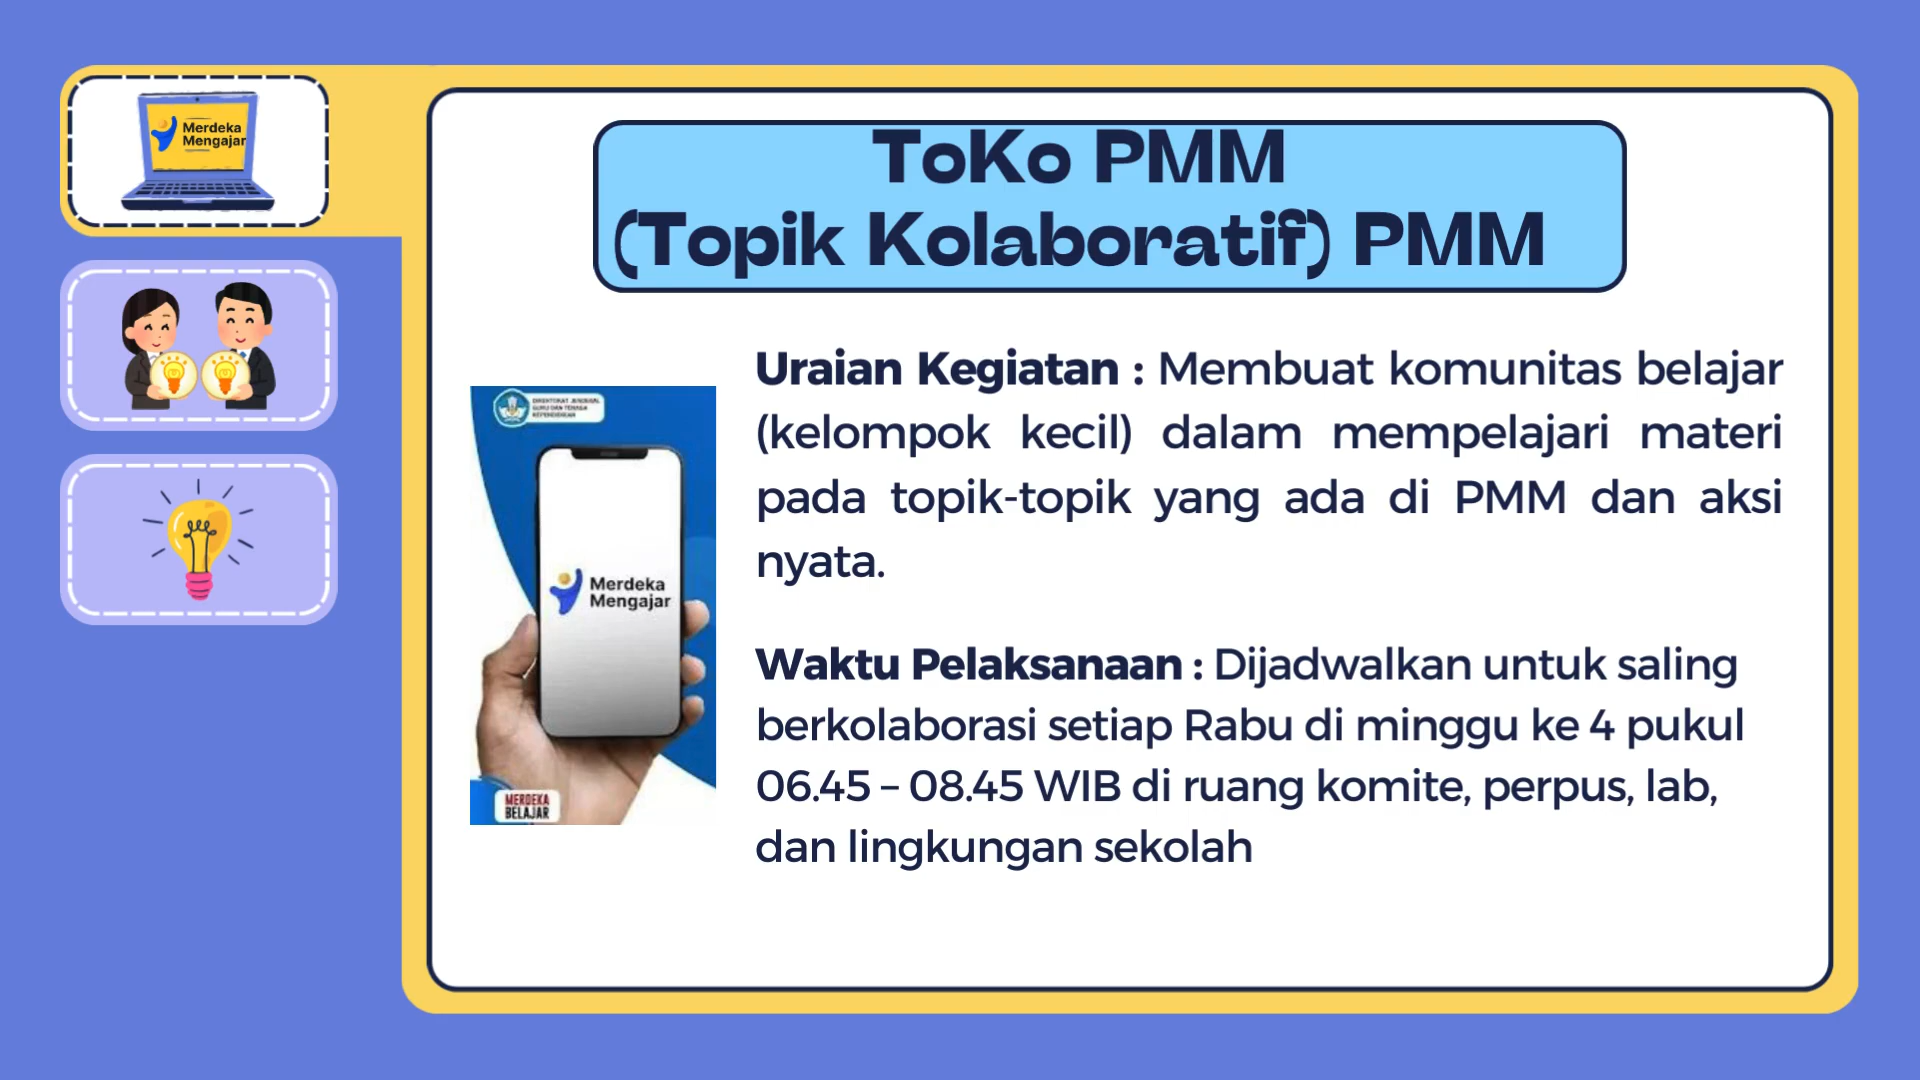 Merdeka
Mengajar
ToKo PMM
(Topik Kolaboratif) PMM
DIREKTORAT JENDERAL
GURU DAN TENAGA
KEPENDIDIKAN
Merdeka
Mengajar
MERDEKA
BELAJAR
Uraian Kegiatan : Membuat komunitas belajar
(kelompok kecil) dalam mempelajari materi
pada topik-topik yang ada di PMM dan aksi
nyata.
Waktu Pelaksanaan : Dijadwalkan untuk saling
berkolaborasi setiap Rabu di minggu ke 4 pukul
06.45 – 08.45 WIB di ruang komite, perpus, lab,
dan lingkungan sekolah